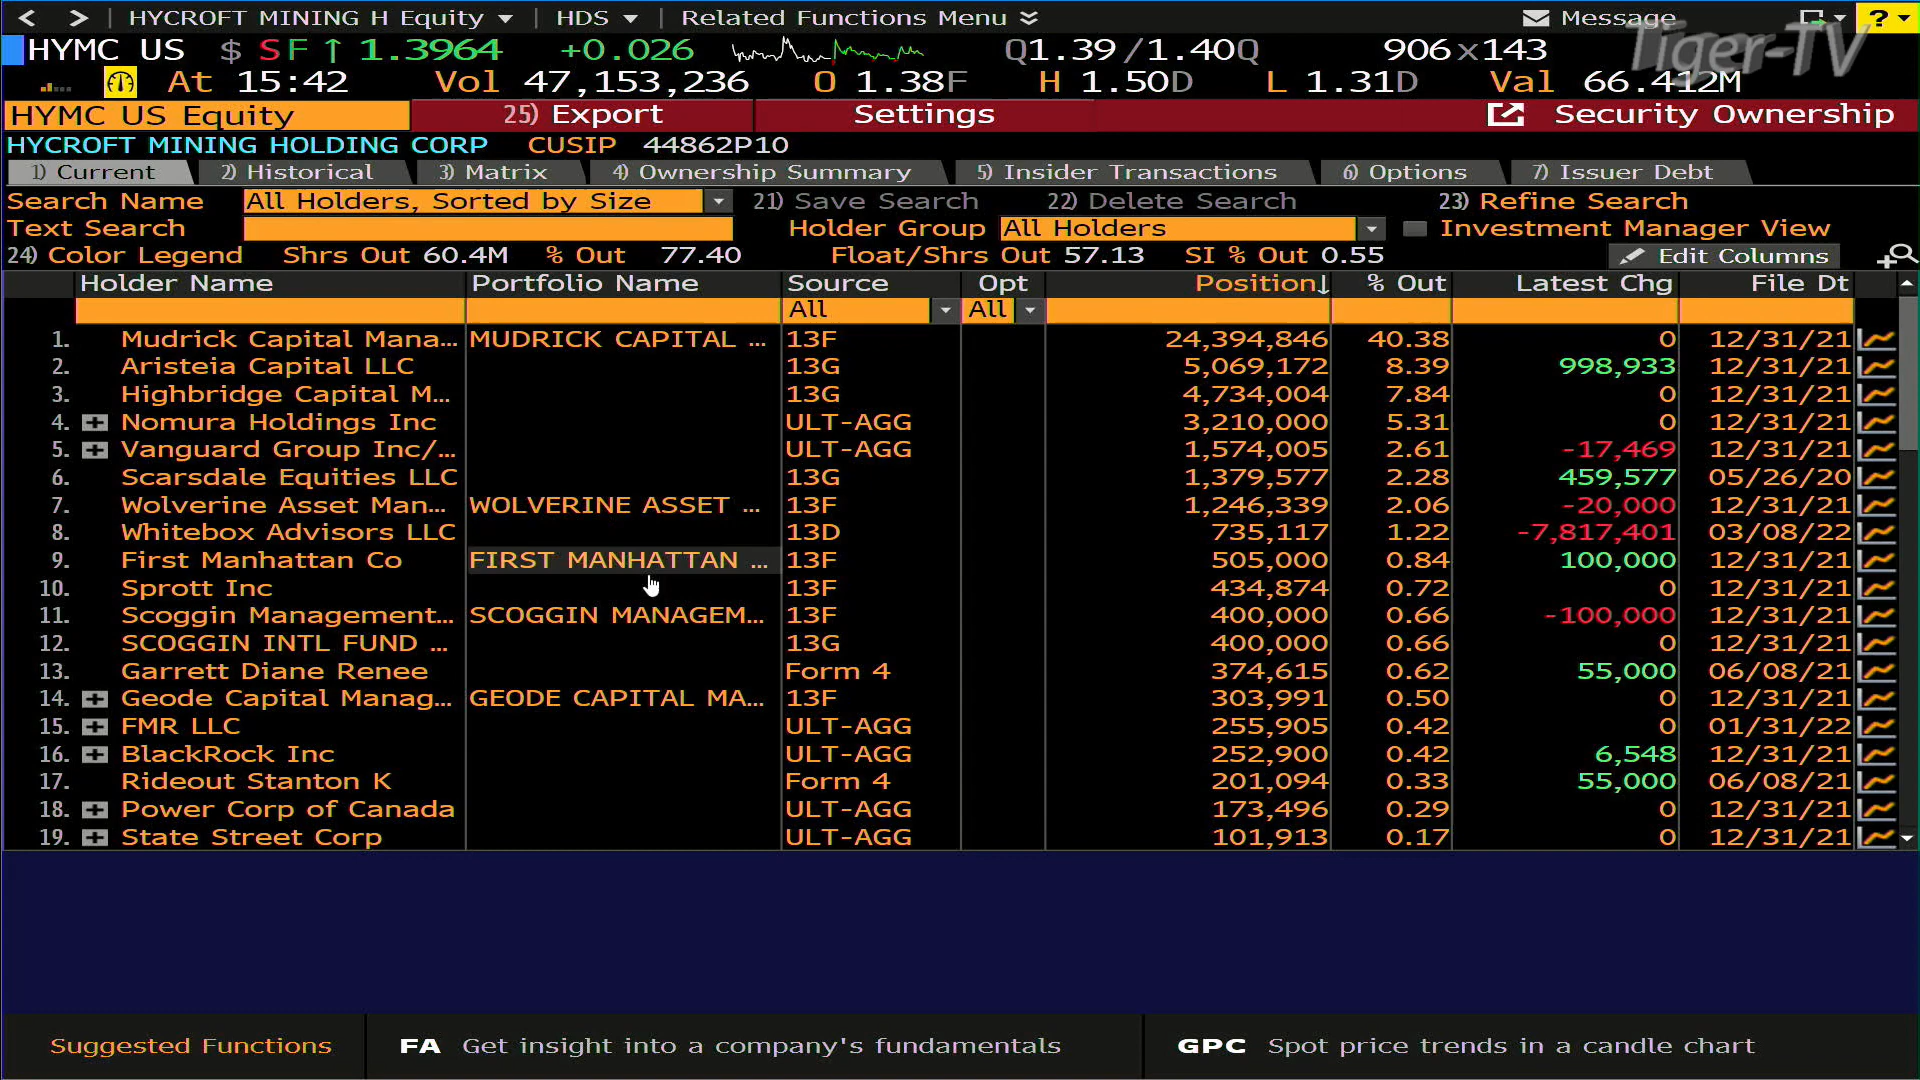 < > HYCROFT MINING H Equity HDS Related Functions Menu Message ?
HYMC US $ SF ↑ 1.3964 +0.026 Q1.39/1.40Q 906x143
Tiger-TV
At 15:42 Vol 47,153,236 O 1.38F H 1.50D L 1.31D Val 66.412M
HYMC US Equity 25) Export Settings Security Ownership
HYCROFT MINING HOLDING CORP CUSIP 44862P10
1) Current 2) Historical 3) Matrix 4) Ownership Summary 5) Insider Transactions 6) Options 7) Issuer Debt
Search Name All Holders, Sorted by Size 21) Save Search 22) Delete Search 23) Refine Search
Text Search Holder Group All Holders Investment Manager View
24) Color Legend Shrs Out 60.4M % Out 77.40 Float/Shrs Out 57.13 SI % Out 0.55 Edit Columns
Holder Name Portfolio Name Source Opt Position↓ % Out Latest Chg File Dt
All All
1. Mudrick Capital Mana... MUDRICK CAPITAL ... 13F 24,394,846 40.38 0 12/31/21
2. Aristeia Capital LLC 13G 5,069,172 8.39 998,933 12/31/21
3. Highbridge Capital M... 13G 4,734,004 7.84 0 12/31/21
4. Nomura Holdings Inc ULT-AGG 3,210,000 5.31 0 12/31/21
5. Vanguard Group Inc/... ULT-AGG 1,574,005 2.61 -17,469 12/31/21
6. Scarsdale Equities LLC 13G 1,379,577 2.28 459,577 05/26/20
7. Wolverine Asset Man... WOLVERINE ASSET ... 13F 1,246,339 2.06 -20,000 12/31/21
8. Whitebox Advisors LLC 13D 735,117 1.22 -7,817,401 03/08/22
9. First Manhattan Co FIRST MANHATTAN ... 13F 505,000 0.84 100,000 12/31/21
10. Sprott Inc 13F 434,874 0.72 0 12/31/21
11. Scoggin Management... SCOGGIN MANAGEM... 13F 400,000 0.66 -100,000 12/31/21
12. SCOGGIN INTL FUND ... 13G 400,000 0.66 0 12/31/21
13. Garrett Diane Renee Form 4 374,615 0.62 55,000 06/08/21
14. Geode Capital Manag... GEODE CAPITAL MA... 13F 303,991 0.50 0 12/31/21
15. FMR LLC ULT-AGG 255,905 0.42 0 01/31/22
16. BlackRock Inc ULT-AGG 252,900 0.42 6,548 12/31/21
17. Rideout Stanton K Form 4 201,094 0.33 55,000 06/08/21
18. Power Corp of Canada ULT-AGG 173,496 0.29 0 12/31/21
19. State Street Corp ULT-AGG 101,913 0.17 0 12/31/21
Suggested Functions FA Get insight into a company's fundamentals GPC Spot price trends in a candle chart